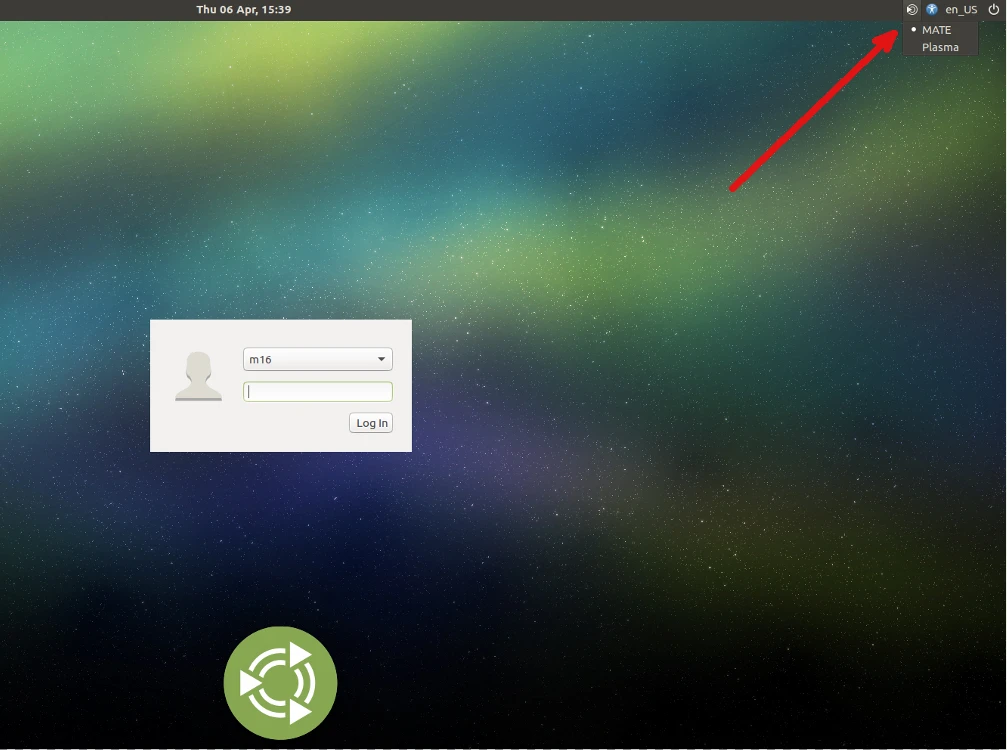 Thu 06 Apr, 15:39
en_US
MATE
Plasma
m16
Log In